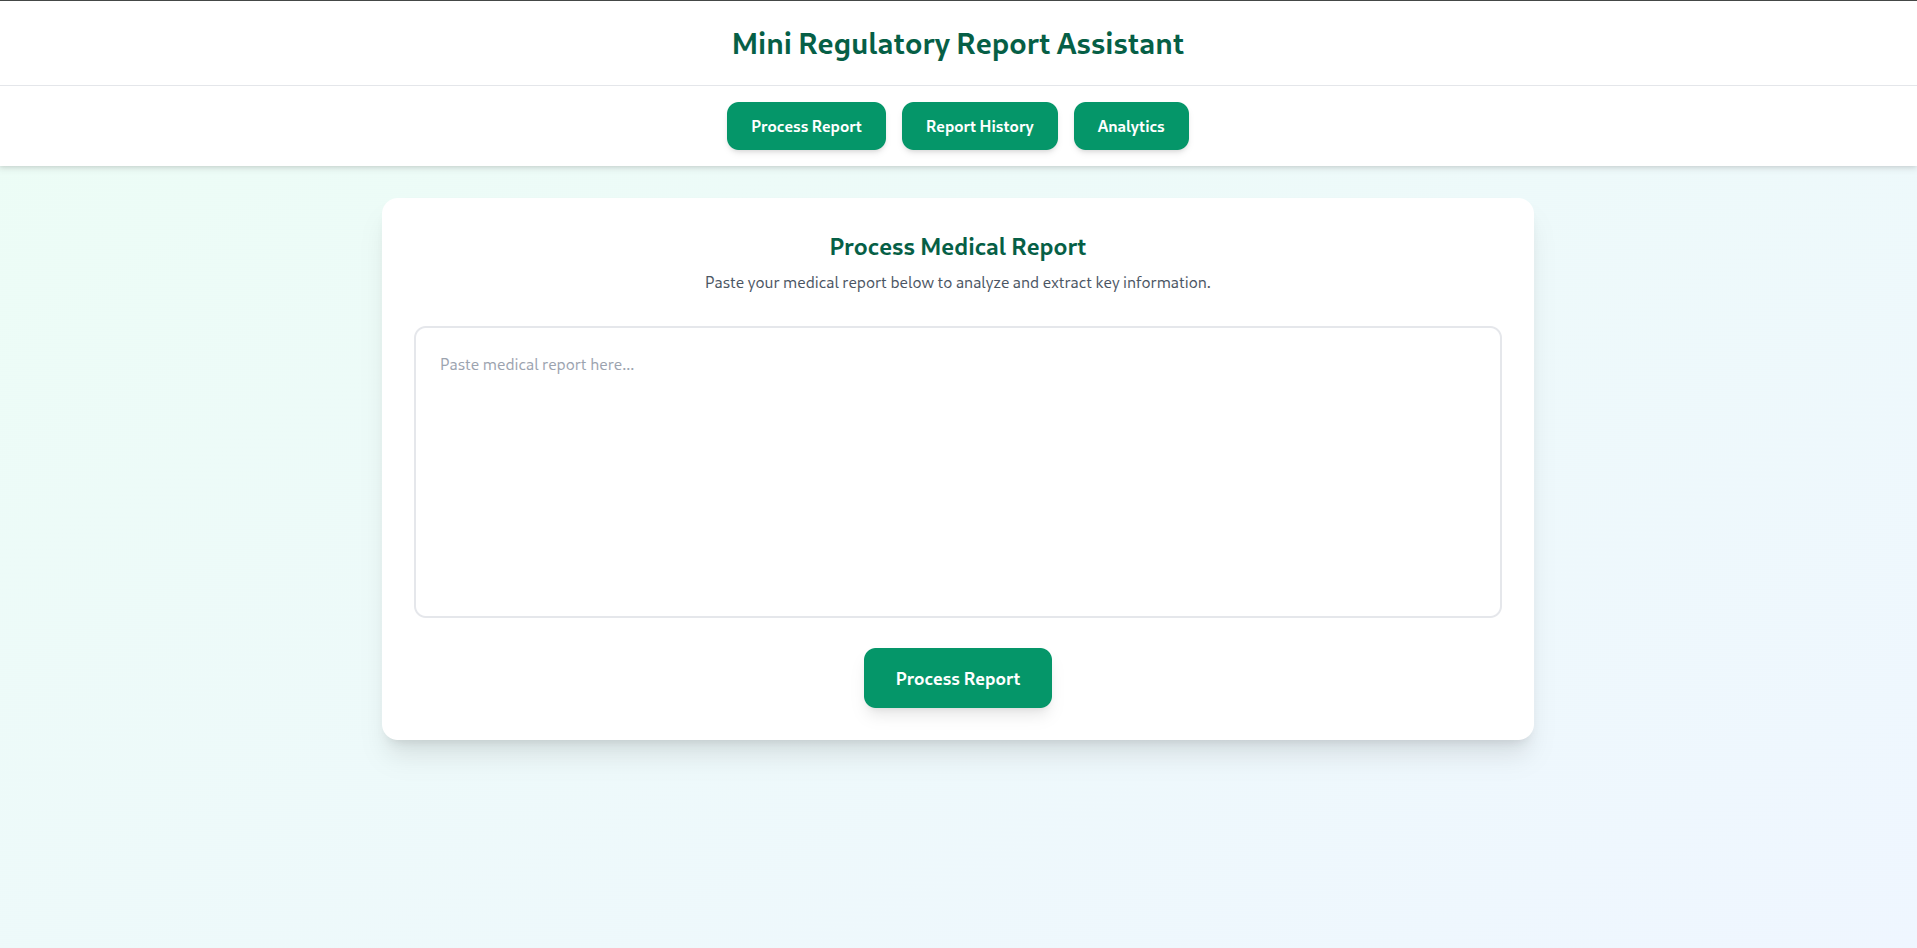 Mini Regulatory Report Assistant
Process Report
Report History
Analytics
Process Medical Report
Paste your medical report below to analyze and extract key information.
Paste medical report here...
Process Report